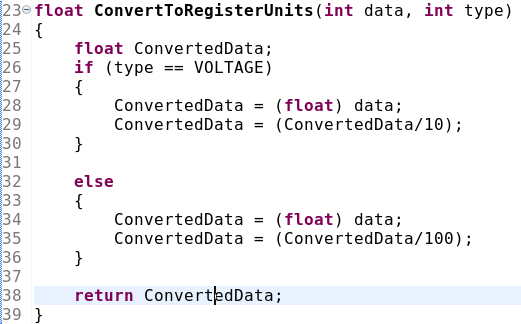 23 float ConvertToRegisterUnits(int data, int type)
24 {
25     float ConvertedData;
26     if (type == VOLTAGE)
27     {
28         ConvertedData = (float) data;
29         ConvertedData = (ConvertedData/10);
30     }
31
32     else
33     {
34         ConvertedData = (float) data;
35         ConvertedData = (ConvertedData/100);
36     }
37
38     return ConvertedData;
39 }